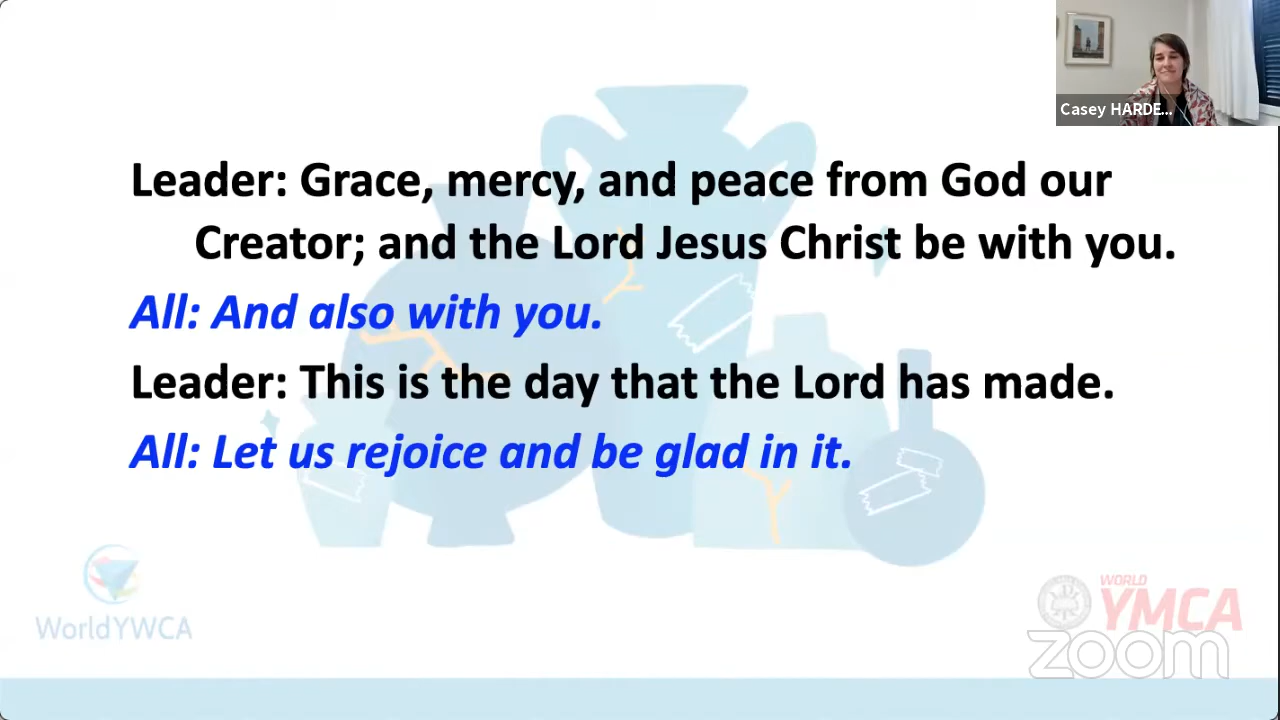 Casey HARDE...
Leader: Grace, mercy, and peace from God our
Creator; and the Lord Jesus Christ be with you.
All: And also with you.
Leader: This is the day that the Lord has made.
All: Let us rejoice and be glad in it.
WorldYWCA
WORLD
YMCA
zoom